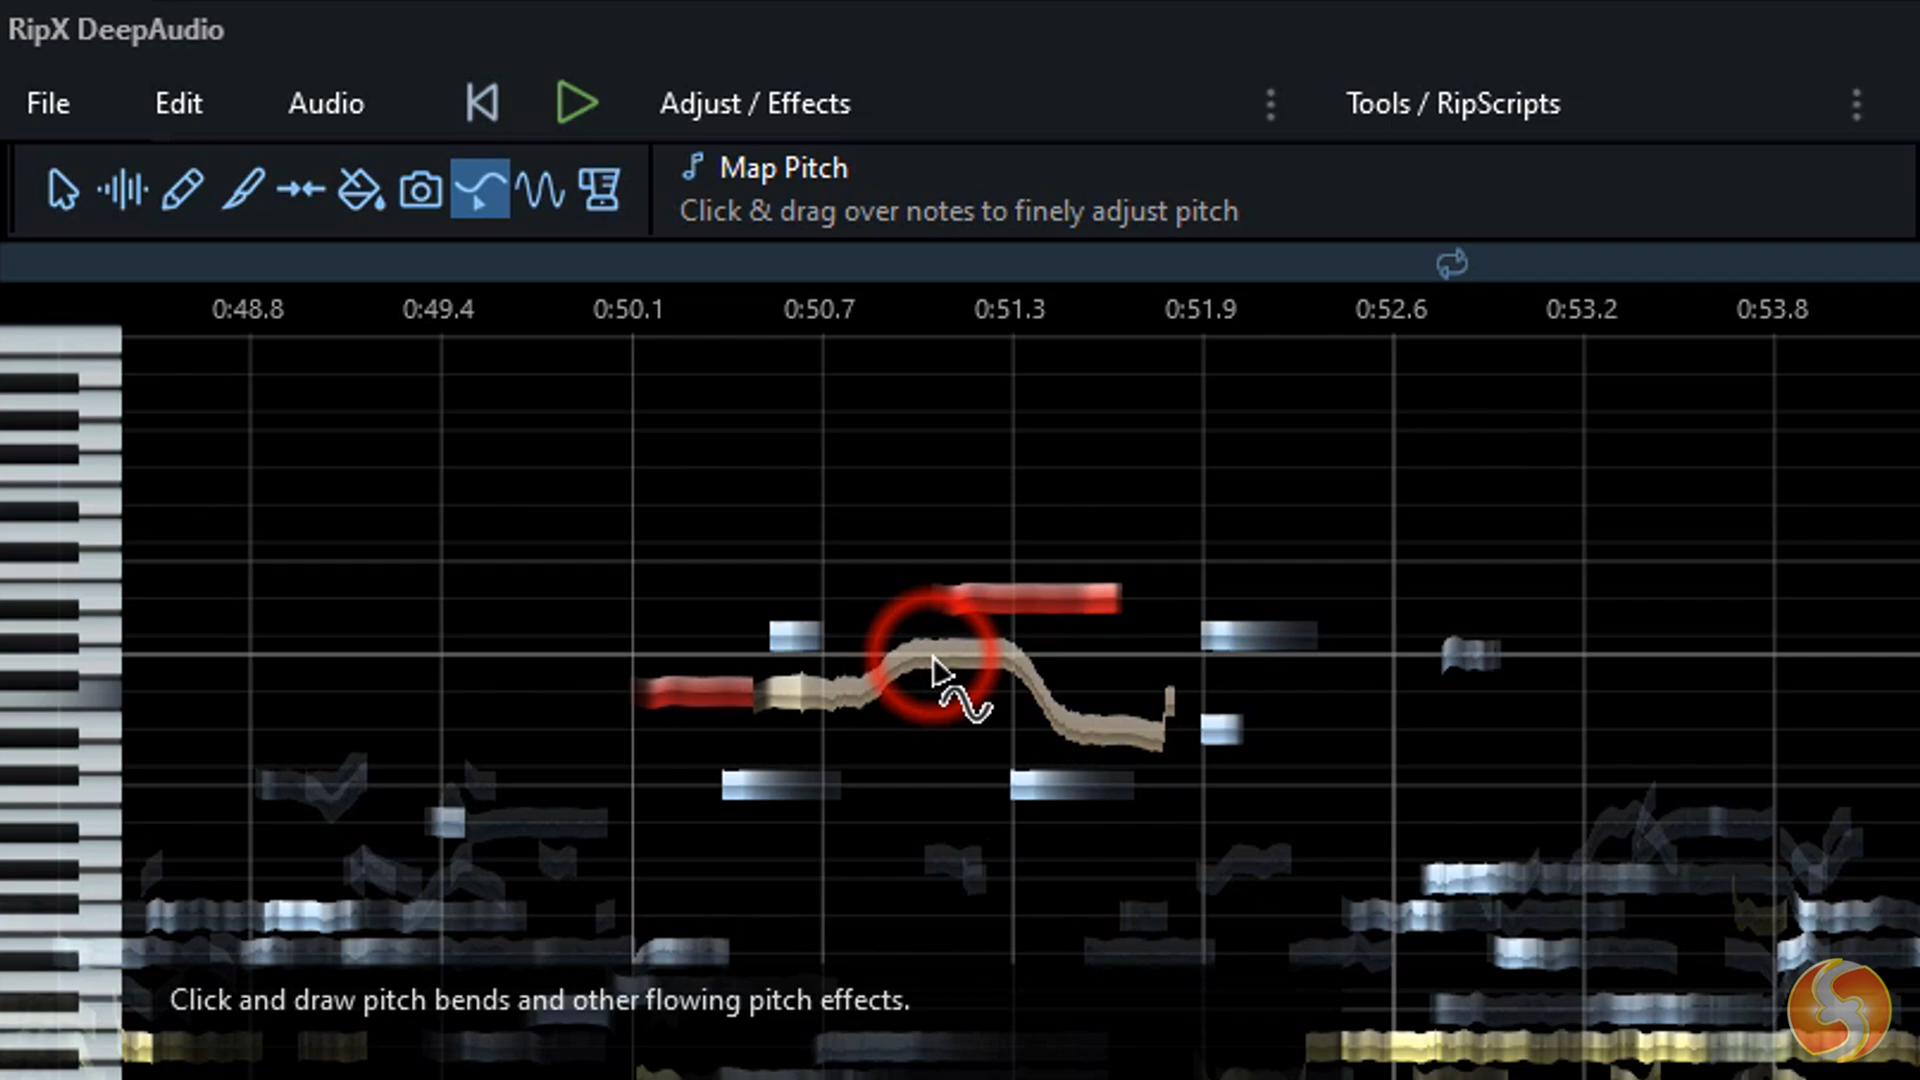 RipX DeepAudio
File Edit Audio Adjust / Effects Tools / RipScripts
Map Pitch
Click & drag over notes to finely adjust pitch
0:48.8 0:49.4 0:50.1 0:50.7 0:51.3 0:51.9 0:52.6 0:53.2 0:53.8
Click and draw pitch bends and other flowing pitch effects.